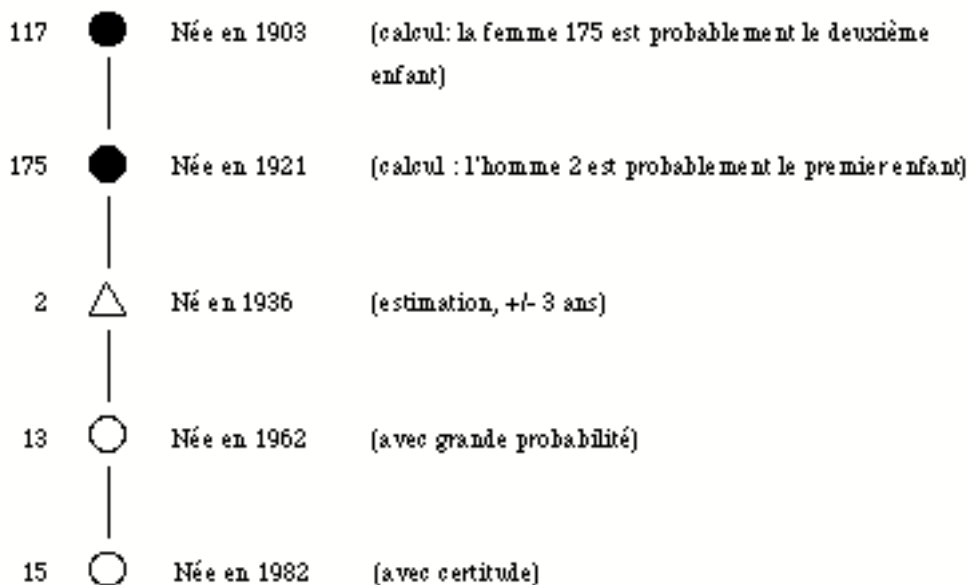 117 Née en 1903 (calcul: la femme 175 est probablement le deuxième
enfant)
175 Née en 1921 (calcul : l'homme 2 est probablement le premier enfant)
2 Né en 1936 (estimation, +/- 3 ans)
13 Née en 1962 (avec grande probabilité)
15 Née en 1982 (avec certitude)